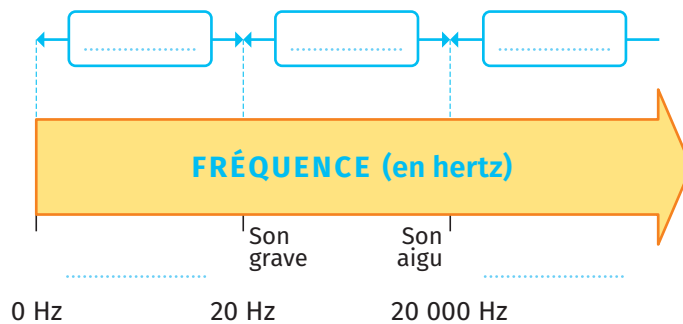 ....................
....................
....................
FRÉQUENCE (en hertz)
Son
grave
Son
aigu
.........................
.........................
0 Hz
20 Hz
20 000 Hz